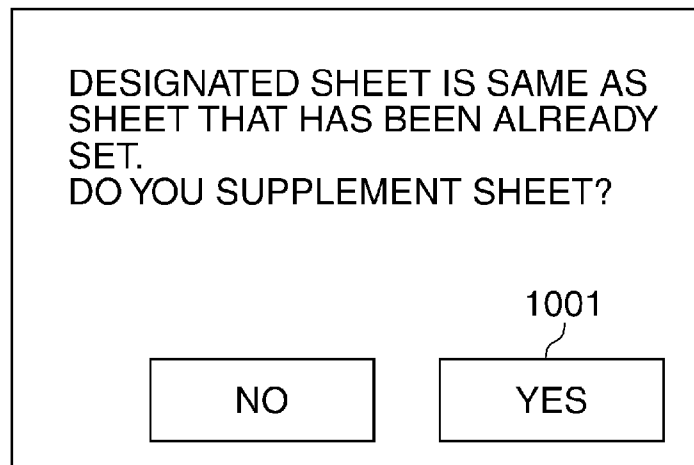 DESIGNATED SHEET IS SAME AS
SHEET THAT HAS BEEN ALREADY
SET.
DO YOU SUPPLEMENT SHEET?
1001
NO YES